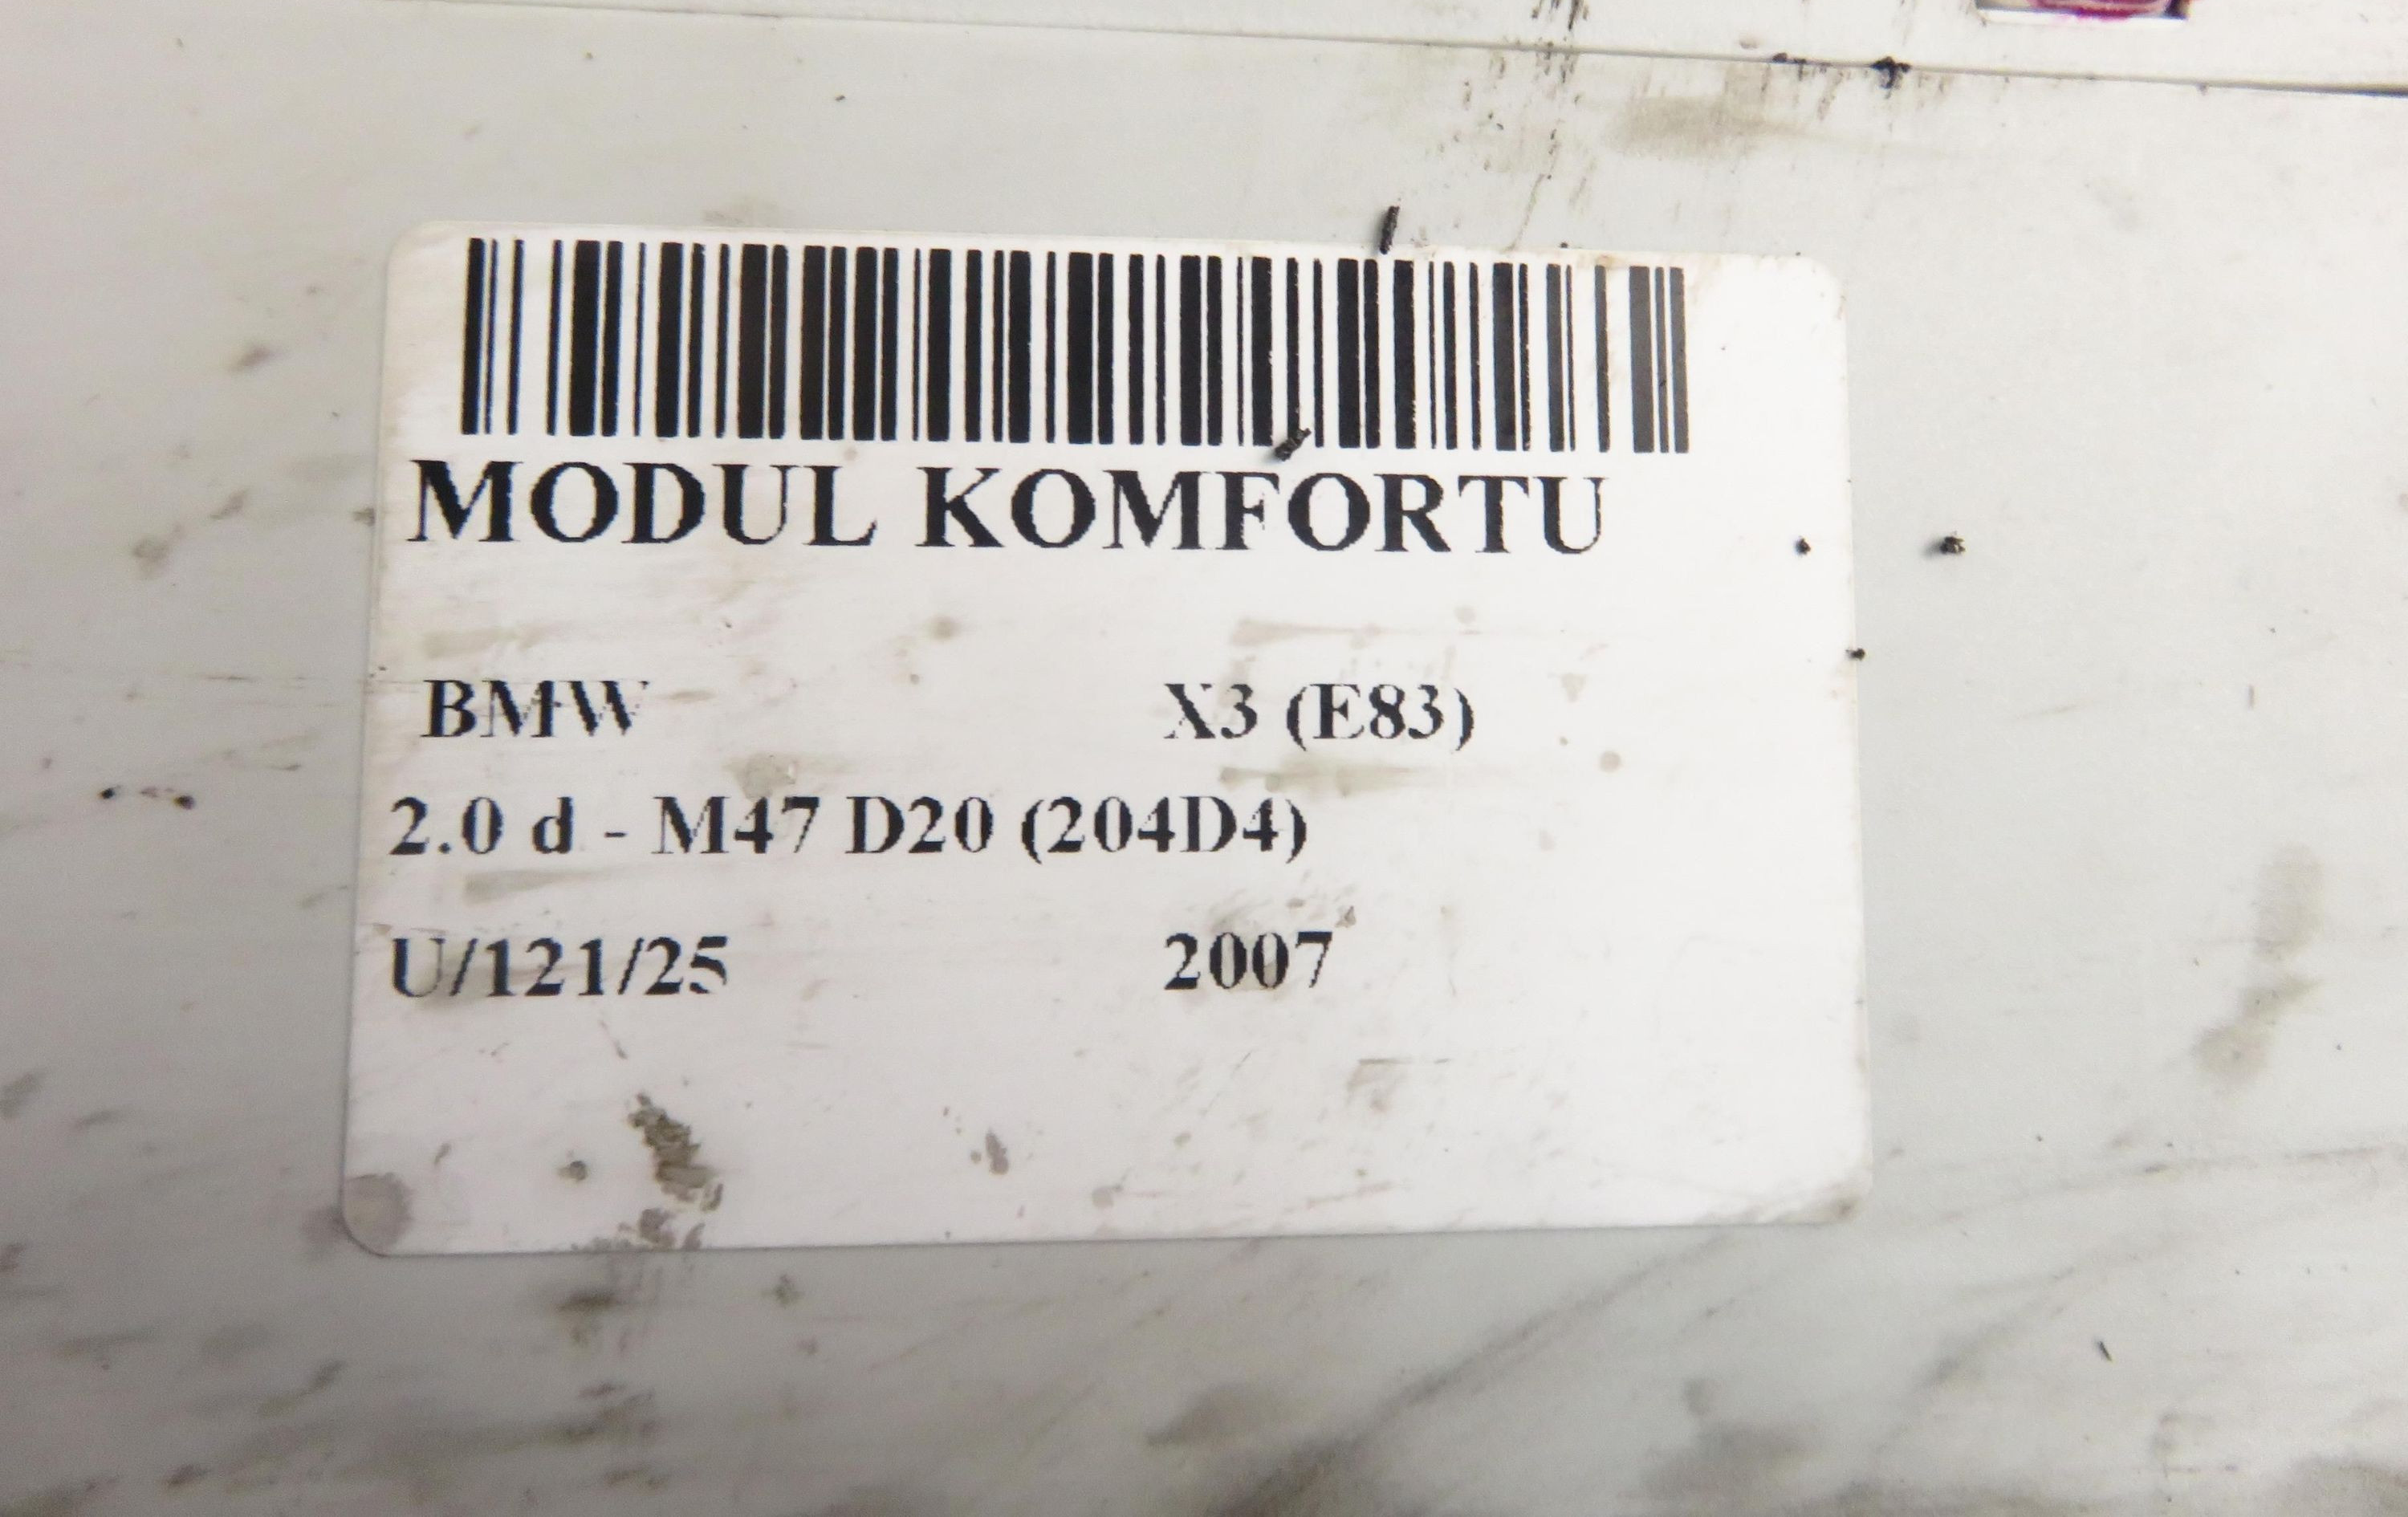 MODUL KOMFORTU
BMW X3 (E83)
2.0 d - M47 D20 (204D4)
U/121/25 2007